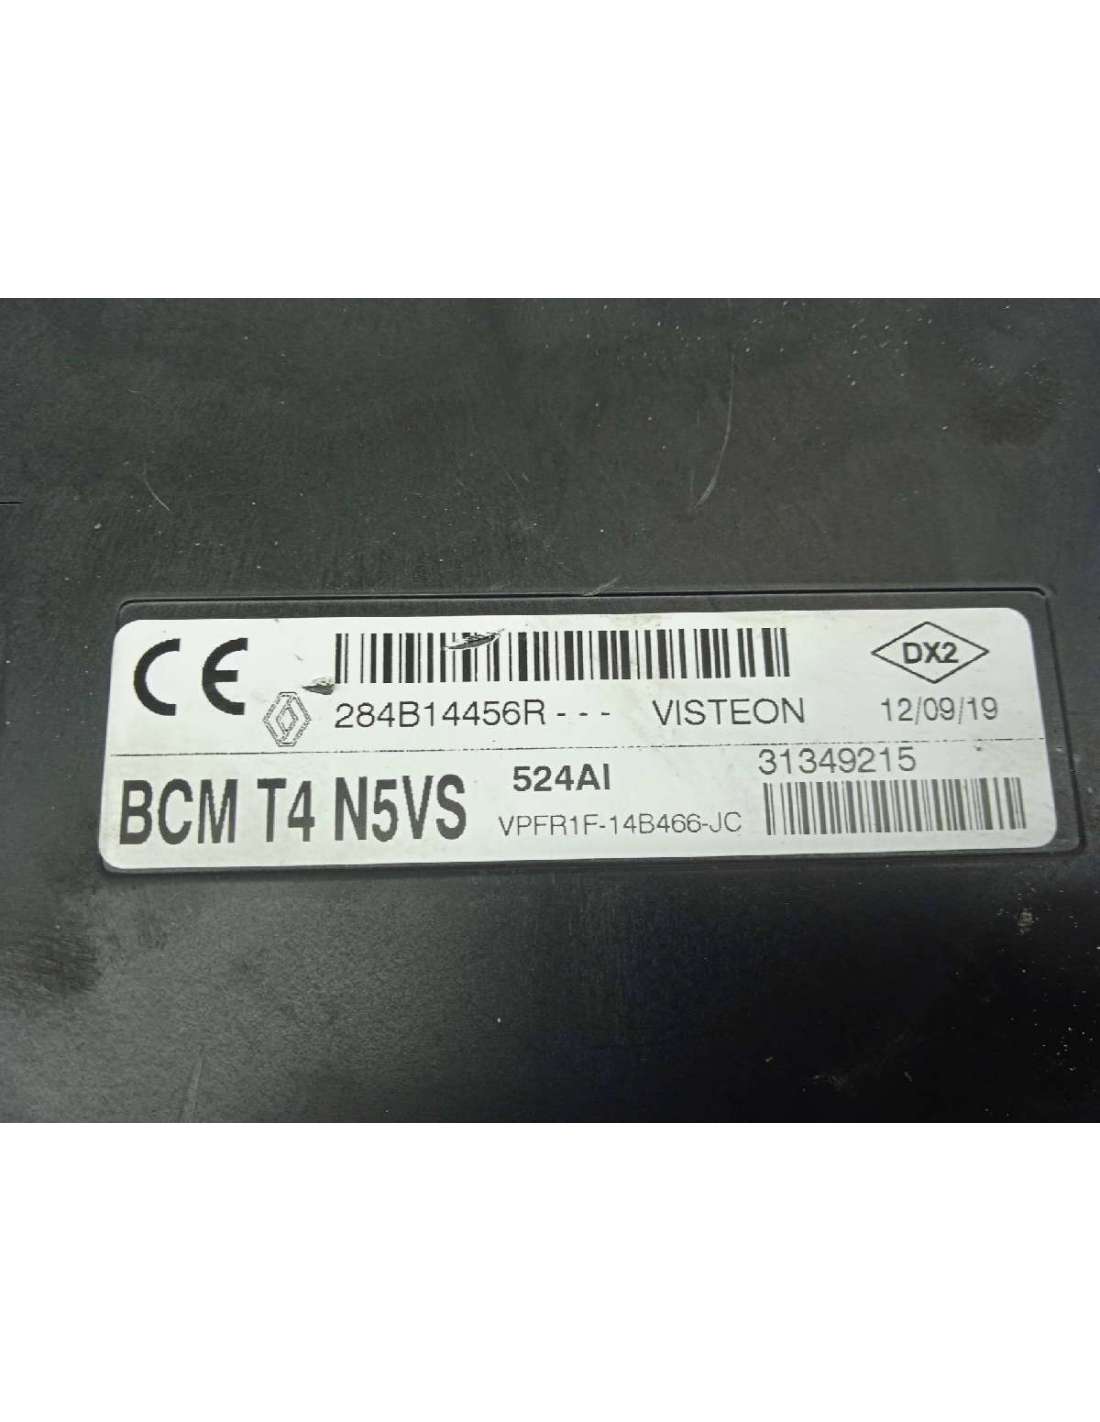 CE DX2
284B14456R--- VISTEON 12/09/19
BCM T4 N5VS 524AI 31349215
VPFR1F-14B466-JC